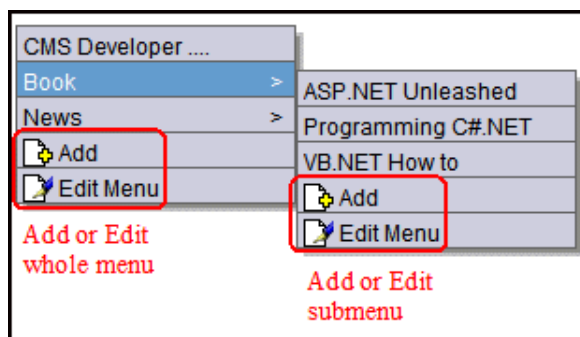 CMS Developer ....
Book >
News >
Add
Edit Menu
Add or Edit
whole menu
ASP.NET Unleashed
Programming C#.NET
VB.NET How to
Add
Edit Menu
Add or Edit
submenu